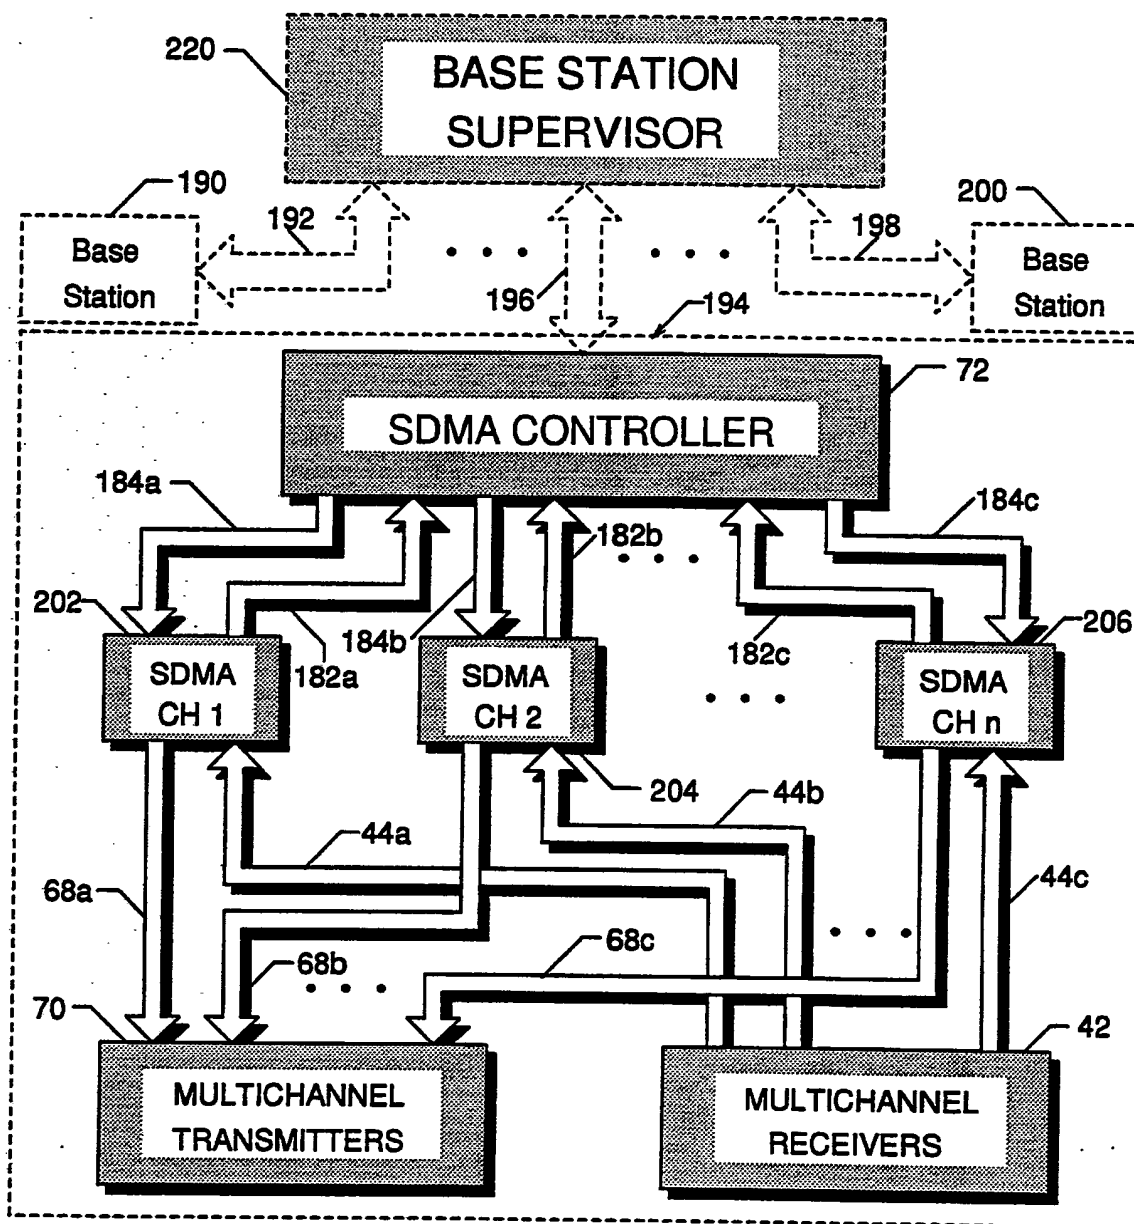 220
BASE STATION
SUPERVISOR
190
Base
Station
192
196
194
198
200
Base
Station
72
SDMA CONTROLLER
184a
182b
184c
202
182a
184b
182c
206
SDMA
CH 1
SDMA
CH 2
SDMA
CH n
204
44b
44a
68a
44c
68b
68c
70
42
MULTICHANNEL
TRANSMITTERS
MULTICHANNEL
RECEIVERS